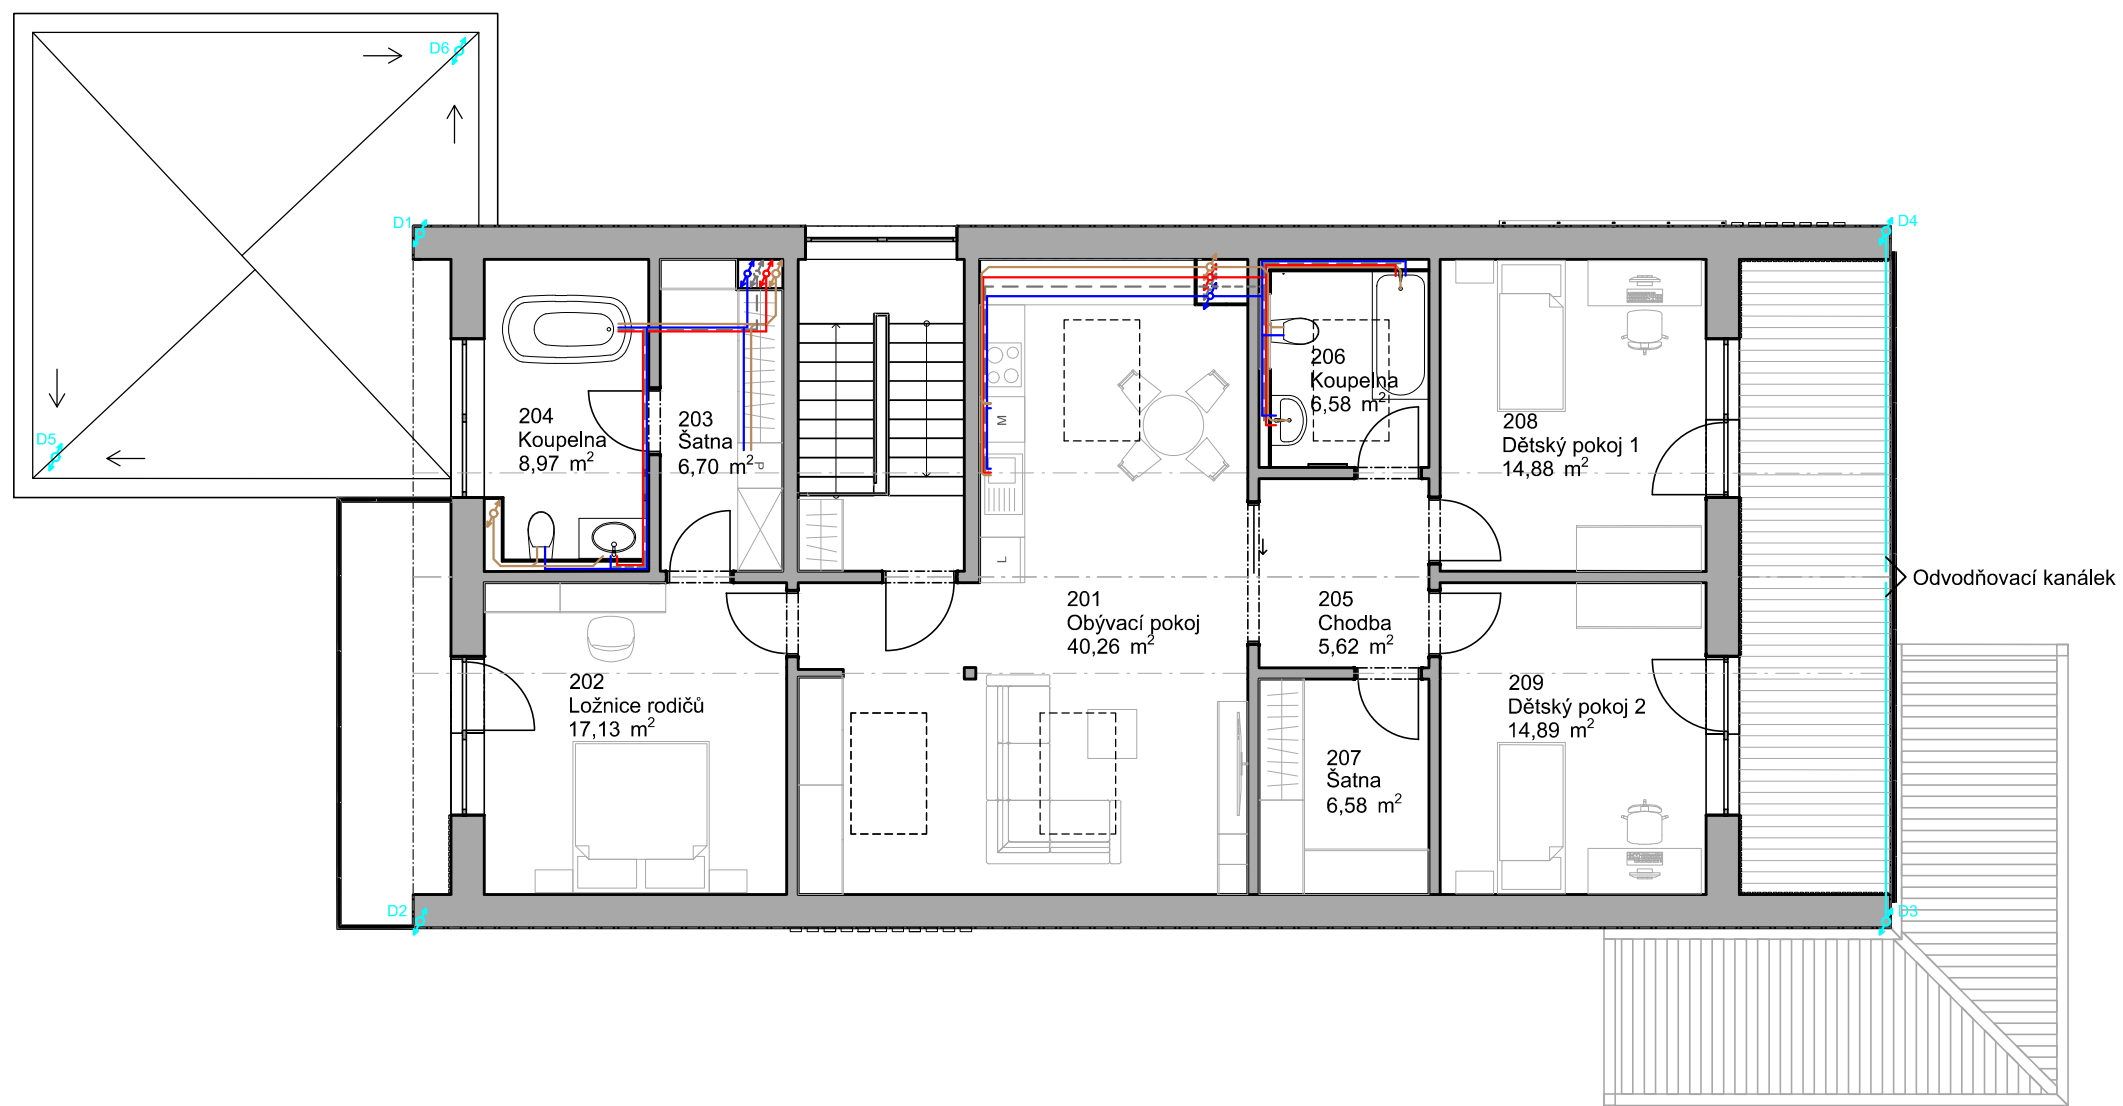 D6
D1
D4
D5
204
Koupelna
8,97 m²
203
Šatna
6,70 m²
P
M
L
206
Koupelna
6,58 m²
208
Dětský pokoj 1
14,88 m²
Odvodňovací kanálek
201
Obývací pokoj
40,26 m²
205
Chodba
5,62 m²
202
Ložnice rodičů
17,13 m²
209
Dětský pokoj 2
14,89 m²
207
Šatna
6,58 m²
D2
D3